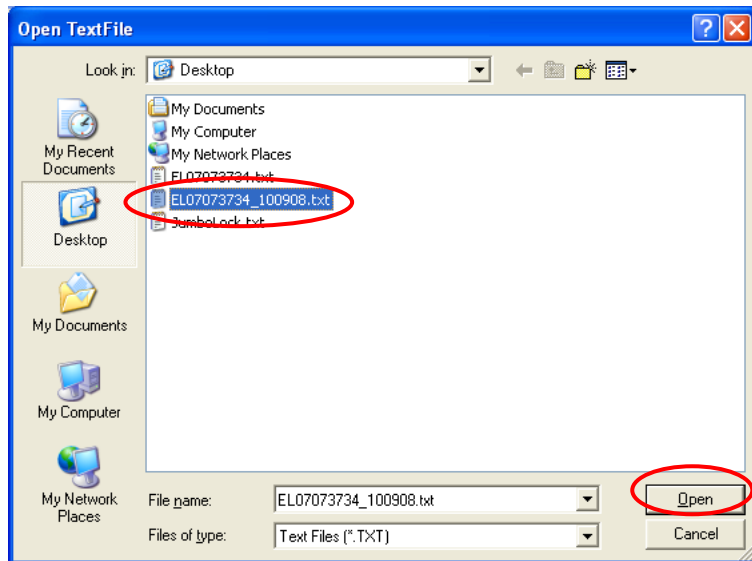 Open TextFile
Look in:
Desktop
My Documents
My Computer
My Network Places
EL07073734.txt
EL07073734_100908.txt
JumboLock.txt
My Recent
Documents
Desktop
My Documents
My Computer
My Network
Places
File name:
EL07073734_100908.txt
Open
Files of type:
Text Files (*.TXT)
Cancel